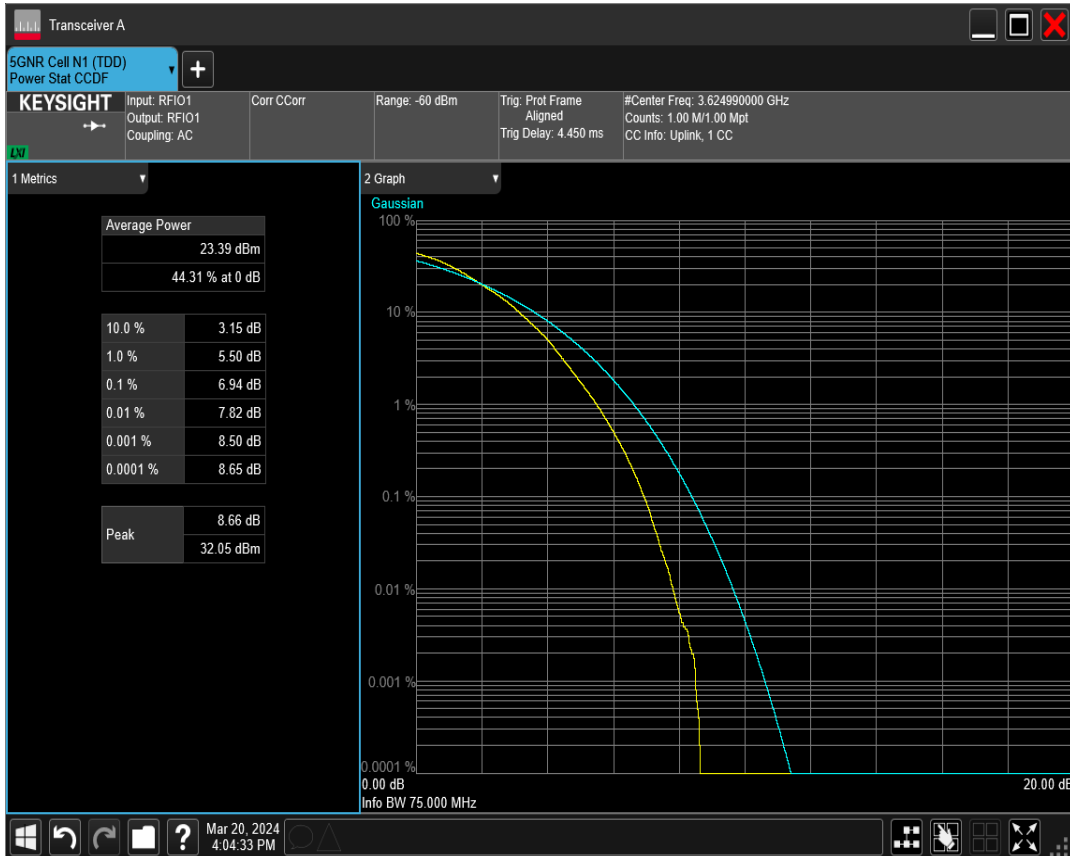 Transceiver A
5GNR Cell N1 (TDD)
Power Stat CCDF
+
KEYSIGHT
LXI
Input: RFIO1
Output: RFIO1
Coupling: AC
Corr CCorr
Range: -60 dBm
Trig: Prot Frame
Aligned
Trig Delay: 4.450 ms
#Center Freq: 3.624990000 GHz
Counts: 1.00 M/1.00 Mpt
CC Info: Uplink, 1 CC
1 Metrics
Average Power
23.39 dBm
44.31 % at 0 dB
10.0 % 3.15 dB
1.0 % 5.50 dB
0.1 % 6.94 dB
0.01 % 7.82 dB
0.001 % 8.50 dB
0.0001 % 8.65 dB
Peak
8.66 dB
32.05 dBm
2 Graph
Gaussian
100 %
10 %
1 %
0.1 %
0.01 %
0.001 %
0.0001 %
0.00 dB 20.00 dB
Info BW 75.000 MHz
?
Mar 20, 2024
4:04:33 PM